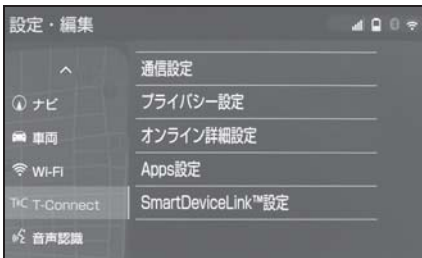 設定・編集
通信設定
ナビ
プライバシー設定
車両
オンライン詳細設定
Wi-Fi
Apps設定
T-Connect
SmartDeviceLink™設定
音声認識